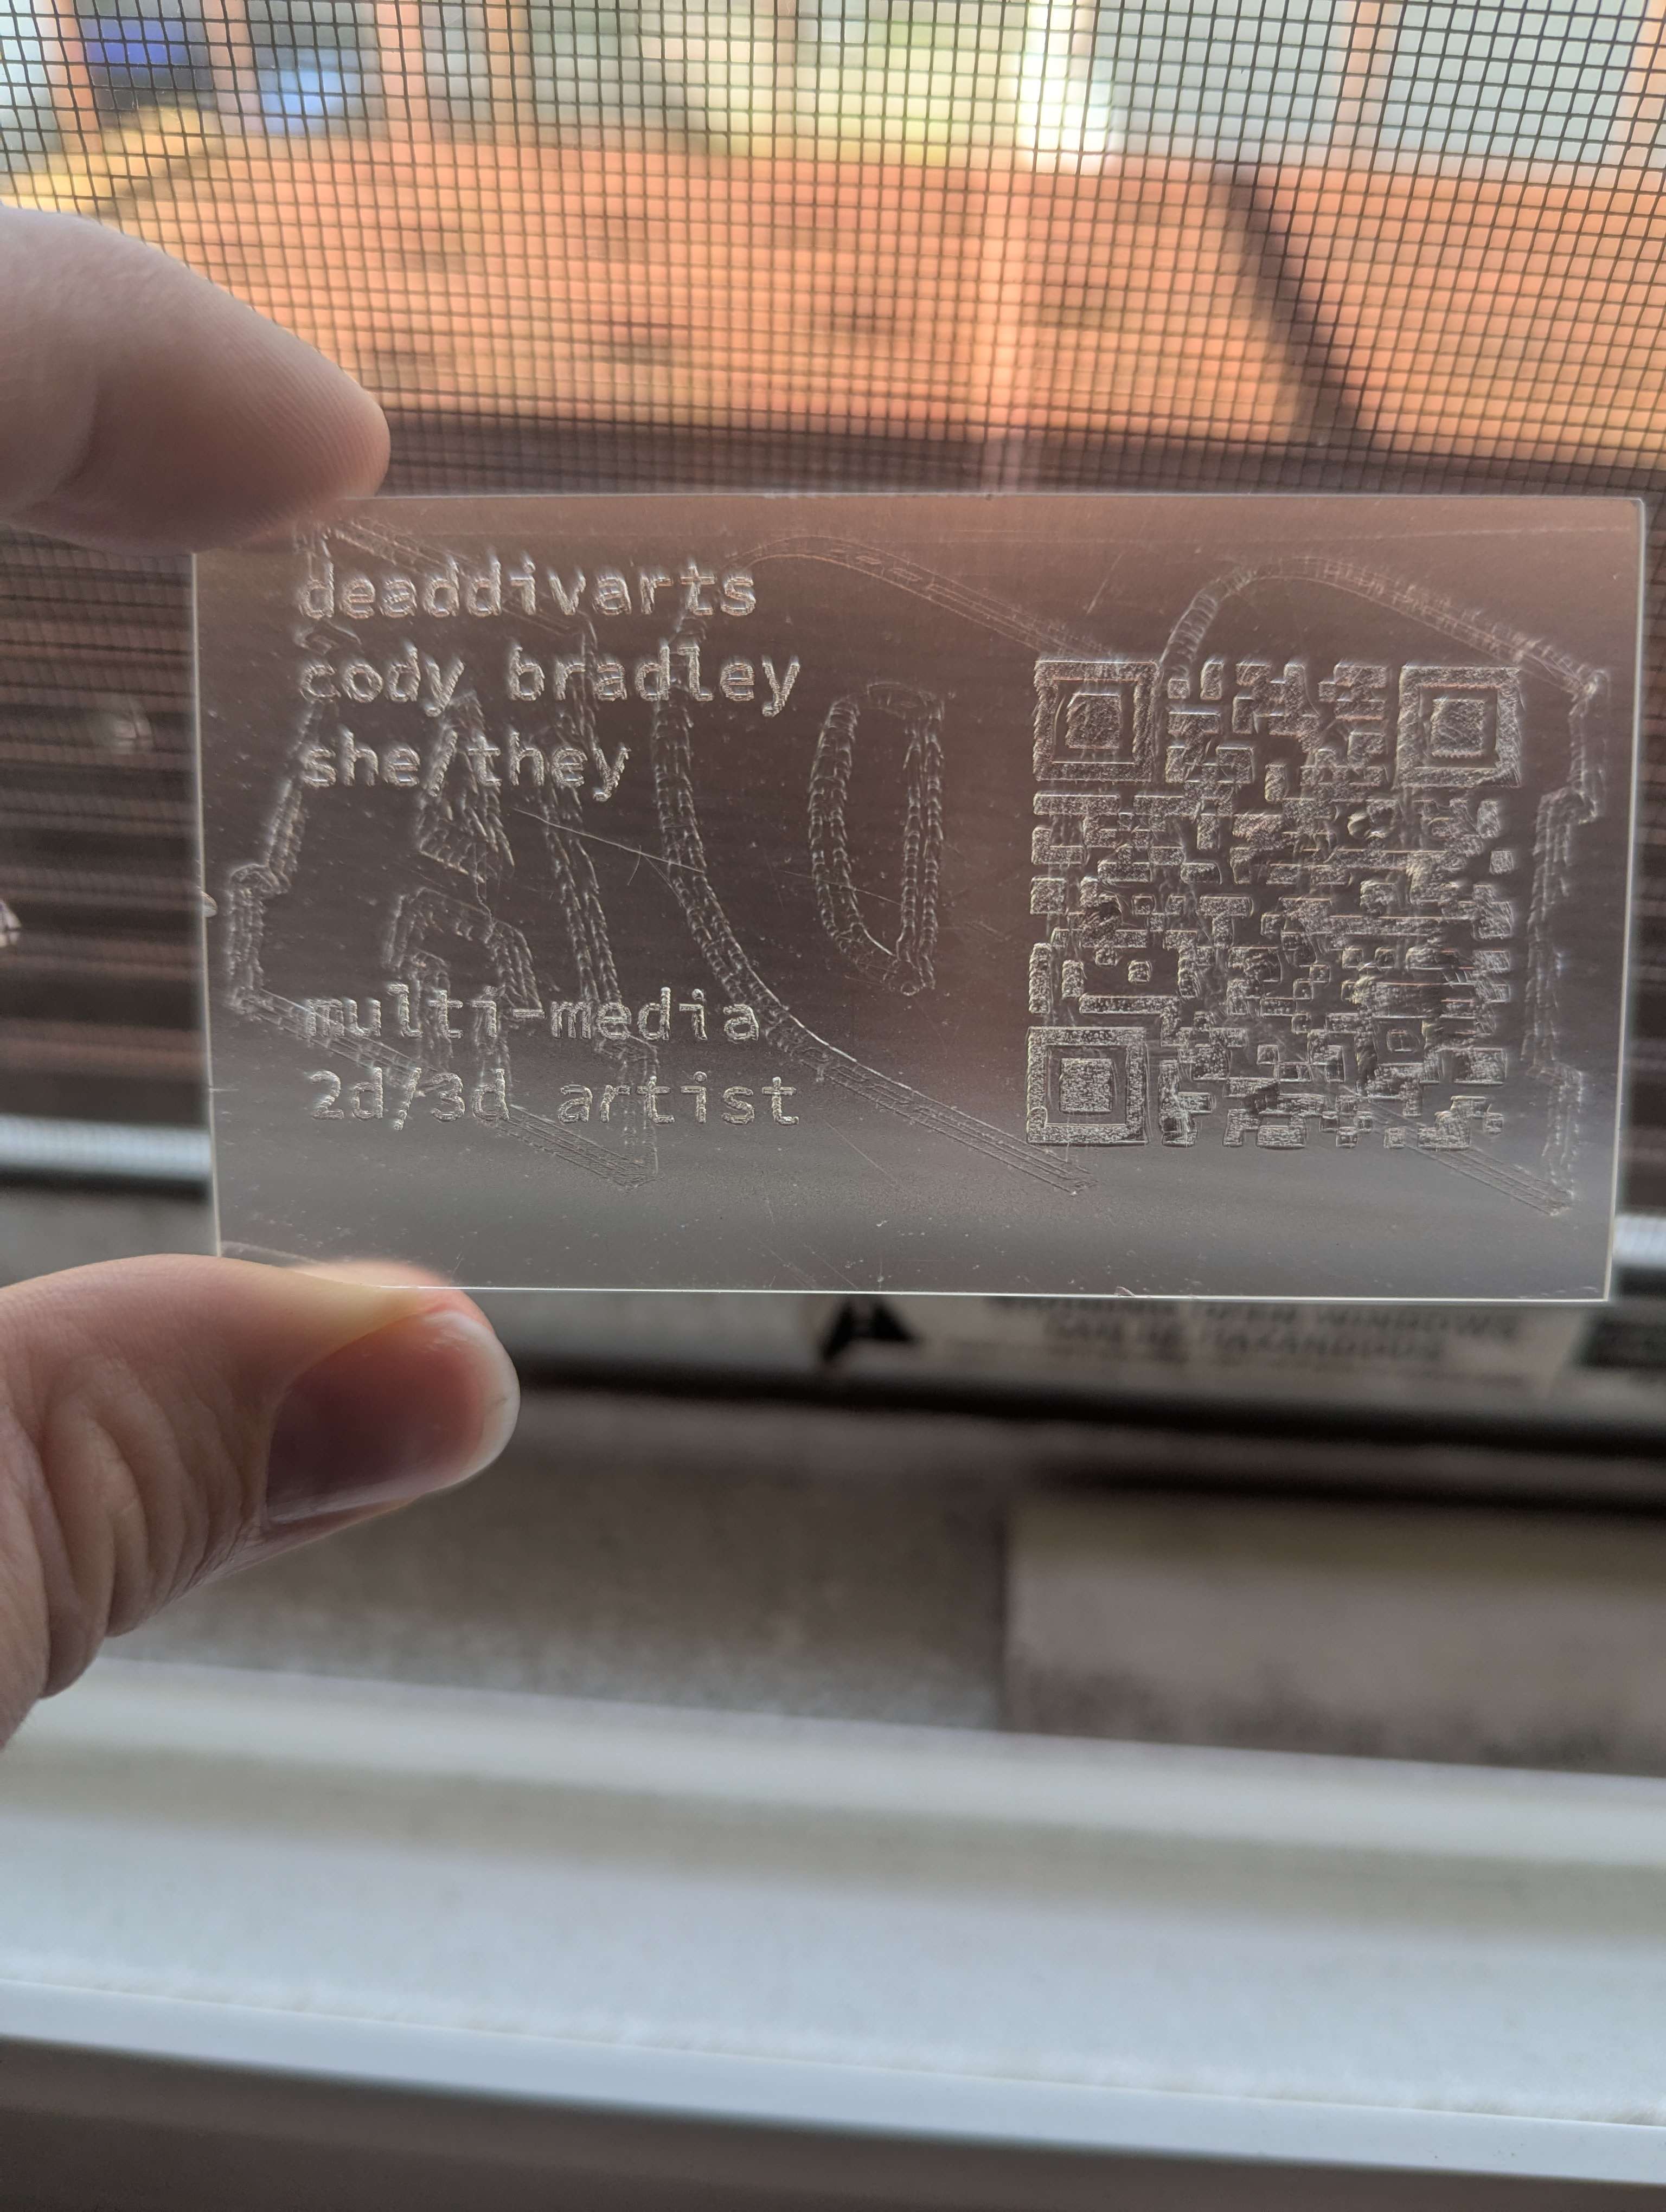 deaddivarts
cody bradley
she/they
multi-media
2d/3d artist